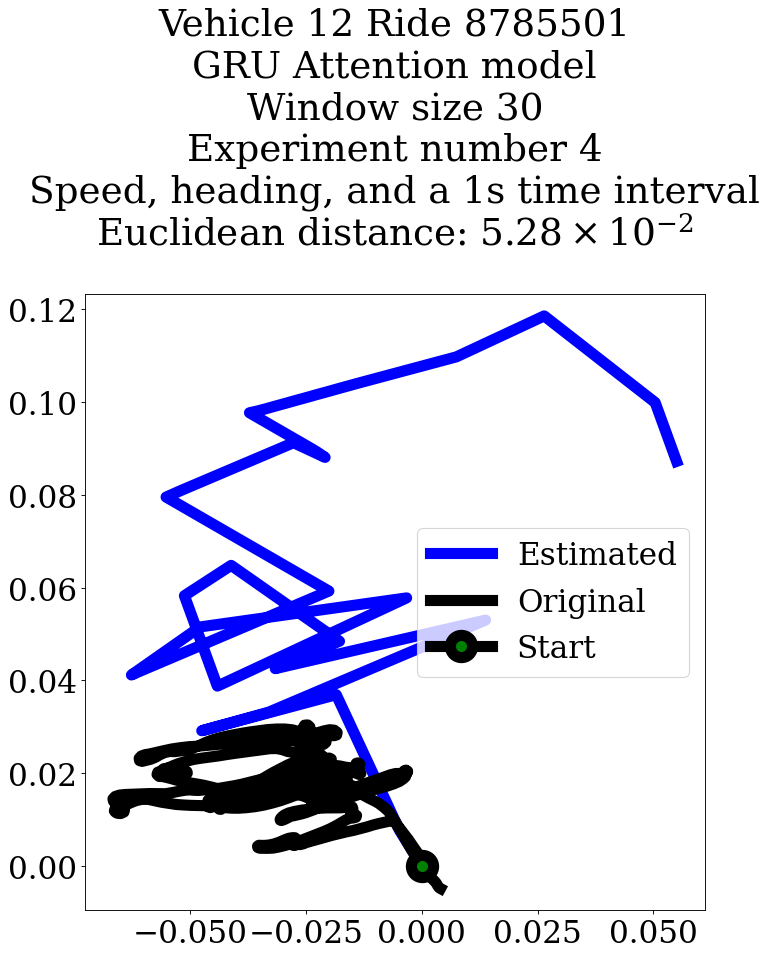 Vehicle 12 Ride 8785501
GRU Attention model
Window size 30
Experiment number 4
Speed, heading, and a 1s time interval
Euclidean distance: 5.28 × 10⁻²
0.12
0.10
0.08
0.06
0.04
0.02
0.00
Estimated
Original
Start
−0.050 −0.025 0.000 0.025 0.050